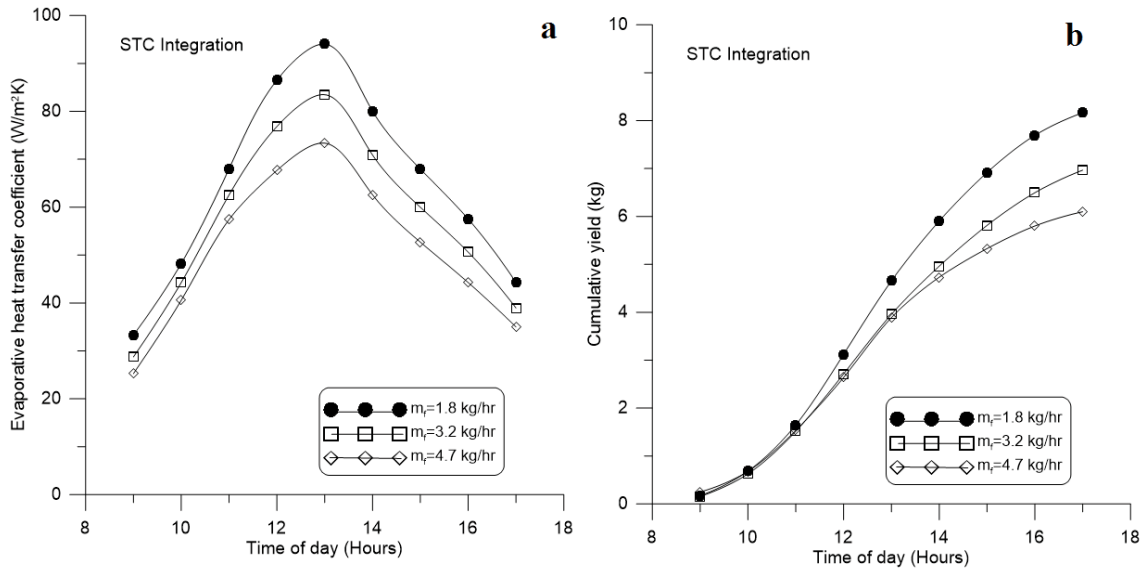 a
STC Integration
Evaporative heat transfer coefficient (W/m²K)
100
80
60
40
20
0
8
10
12
14
16
18
Time of day (Hours)
mf=1.8 kg/hr
mf=3.2 kg/hr
mf=4.7 kg/hr
b
STC Integration
Cumulative yield (kg)
10
8
6
4
2
0
8
10
12
14
16
18
Time of day (Hours)
mf=1.8 kg/hr
mf=3.2 kg/hr
mf=4.7 kg/hr